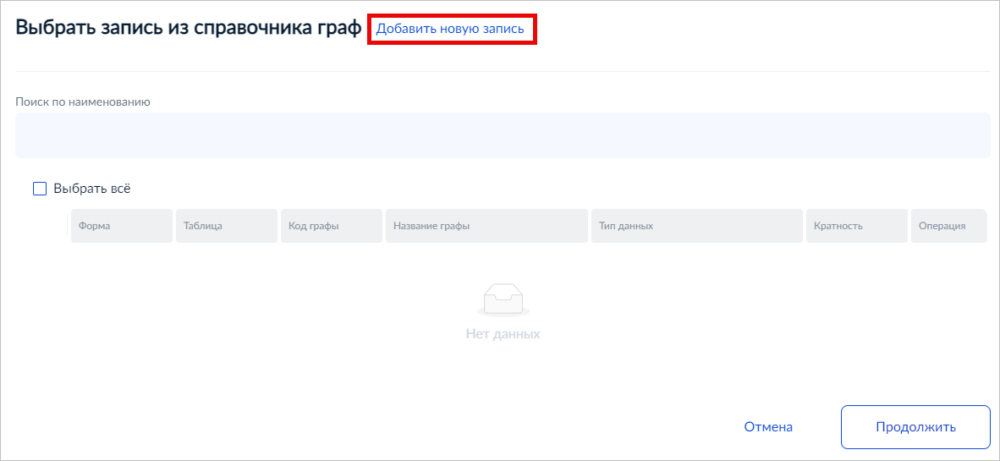 Выбрать запись из справочника граф Добавить новую запись
Поиск по наименованию
Выбрать всё
Форма Таблица Код графы Название графы Тип данных Кратность Операция
Нет данных
Отмена Продолжить